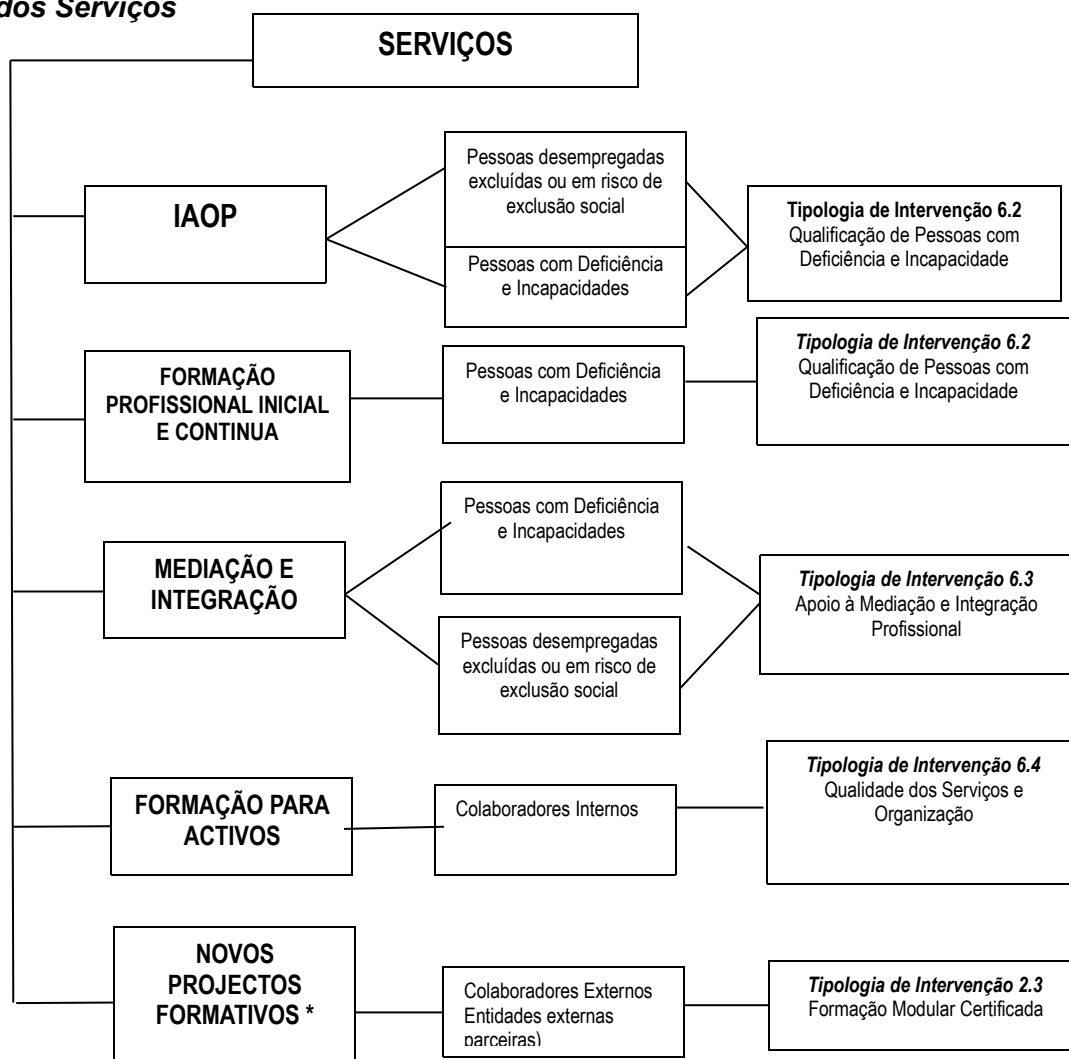 dos Serviços
SERVIÇOS
IAOP
Pessoas desempregadas
excluídas ou em risco de
exclusão social
Pessoas com Deficiência
e Incapacidades
Tipologia de Intervenção 6.2
Qualificação de Pessoas com
Deficiência e Incapacidade
FORMAÇÃO
PROFISSIONAL INICIAL
E CONTINUA
Pessoas com Deficiência
e Incapacidades
Tipologia de Intervenção 6.2
Qualificação de Pessoas com
Deficiência e Incapacidade
MEDIAÇÃO E
INTEGRAÇÃO
Pessoas com Deficiência
e Incapacidades
Pessoas desempregadas
excluídas ou em risco de
exclusão social
Tipologia de Intervenção 6.3
Apoio à Mediação e Integração
Profissional
FORMAÇÃO PARA
ACTIVOS
Colaboradores Internos
Tipologia de Intervenção 6.4
Qualidade dos Serviços e
Organização
NOVOS
PROJECTOS
FORMATIVOS *
Colaboradores Externos
Entidades externas
parceiras)
Tipologia de Intervenção 2.3
Formação Modular Certificada